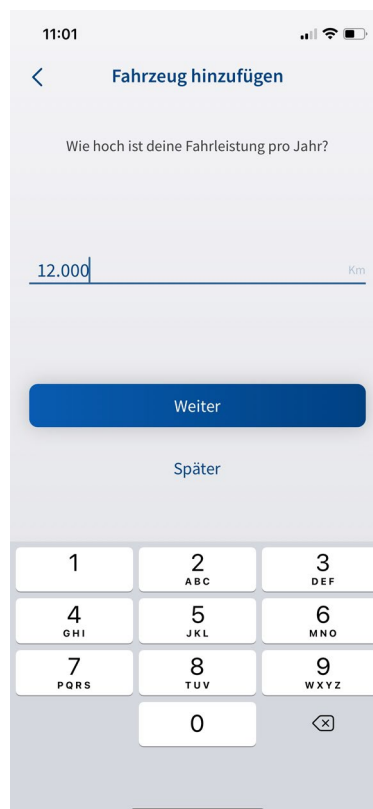 11:01
Fahrzeug hinzufügen
Wie hoch ist deine Fahrleistung pro Jahr?
12.000 Km
Weiter
Später
1 2 3
ABC DEF
4 5 6
GHI JKL MNO
7 8 9
PQRS TUV WXYZ
0